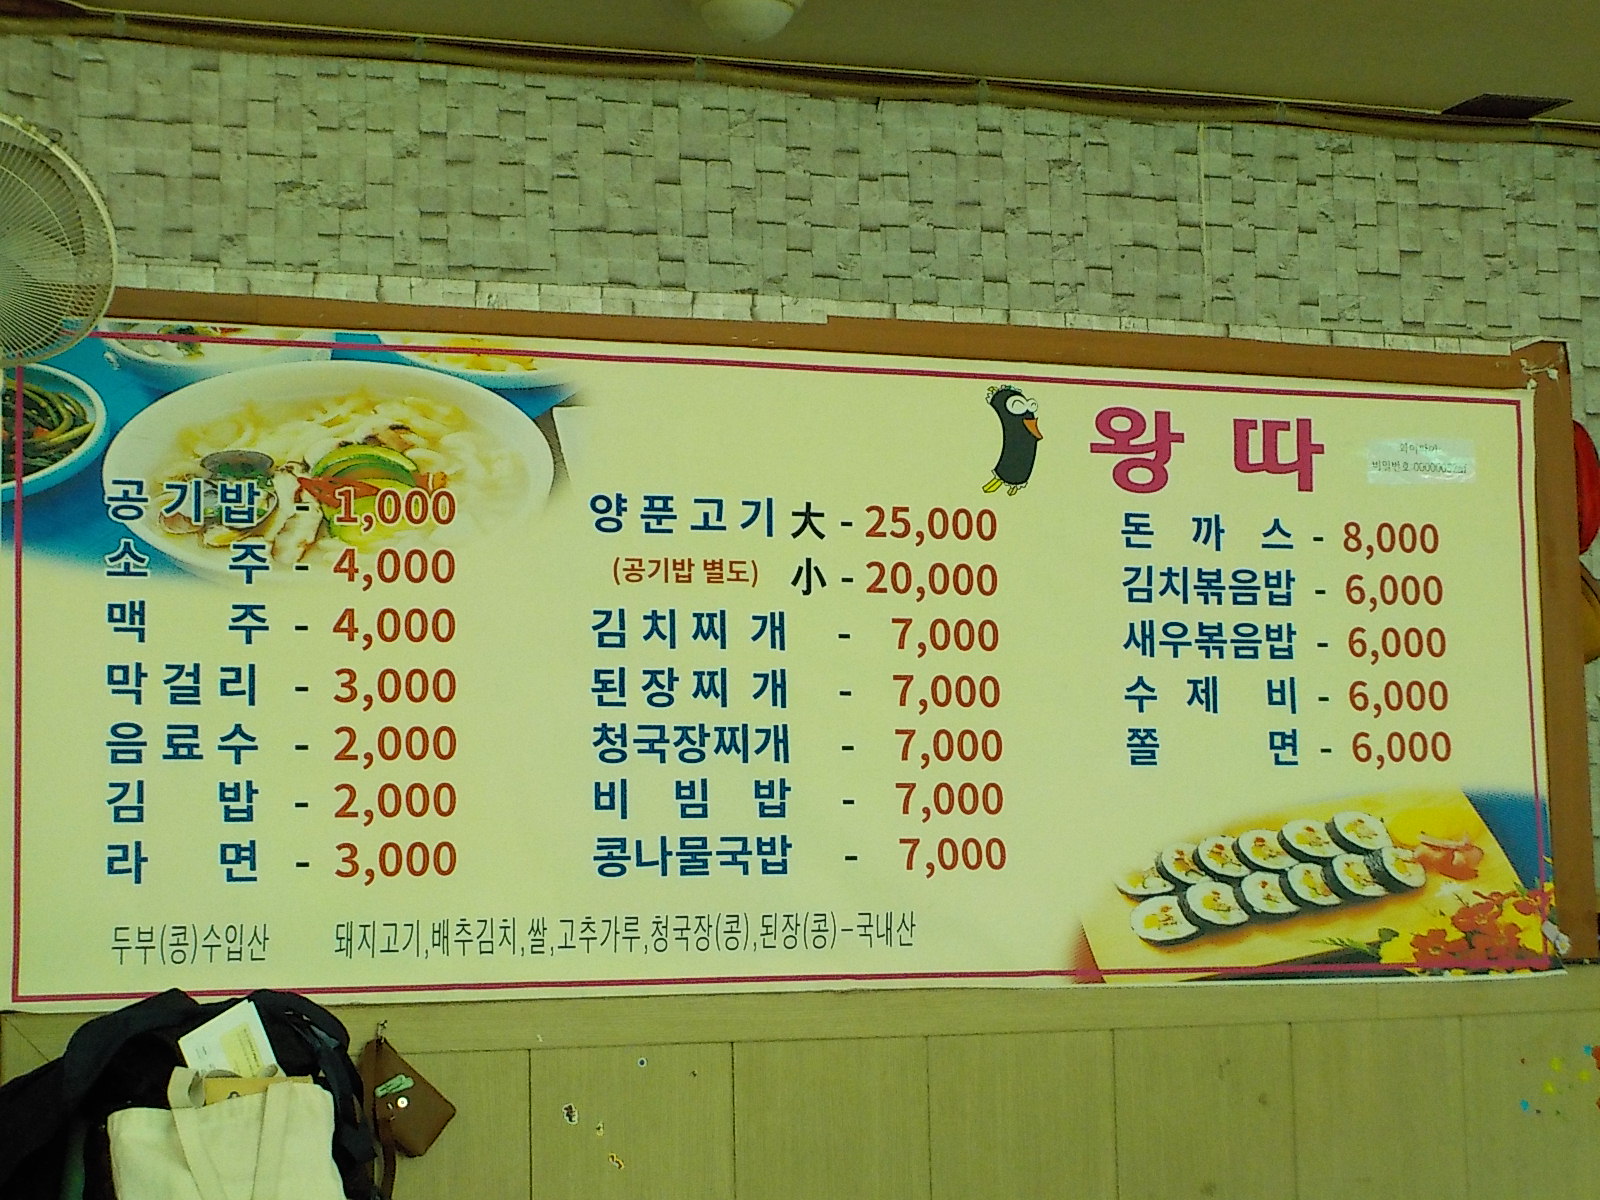 왕따
공기밥 - 1,000
소주 - 4,000
맥주 - 4,000
막걸리 - 3,000
음료수 - 2,000
김밥 - 2,000
라면 - 3,000
양푼고기 大 - 25,000
(공기밥 별도) 小 - 20,000
김치찌개 - 7,000
된장찌개 - 7,000
청국장찌개 - 7,000
비빔밥 - 7,000
콩나물국밥 - 7,000
돈까스 - 8,000
김치볶음밥 - 6,000
새우볶음밥 - 6,000
수제비 - 6,000
쫄면 - 6,000
두부(콩)수입산 돼지고기,배추김치,쌀,고추가루,청국장(콩),된장(콩)-국내산
비밀번호